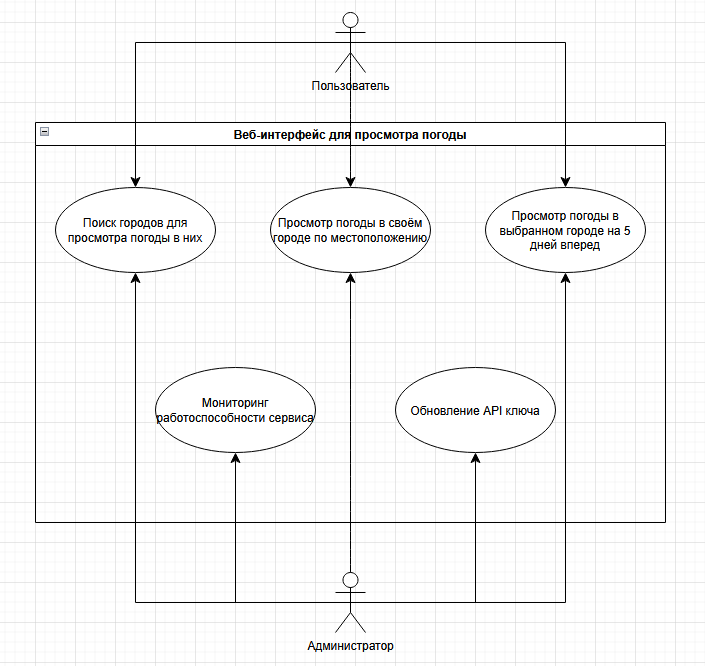 Пользователь
Веб-интерфейс для просмотра погоды
Поиск городов для
просмотра погоды в них
Просмотр погоды в своём
городе по местоположению
Просмотр погоды в
выбранном городе на 5
дней вперед
Мониторинг
работоспособности сервиса
Обновление API ключа
Администратор